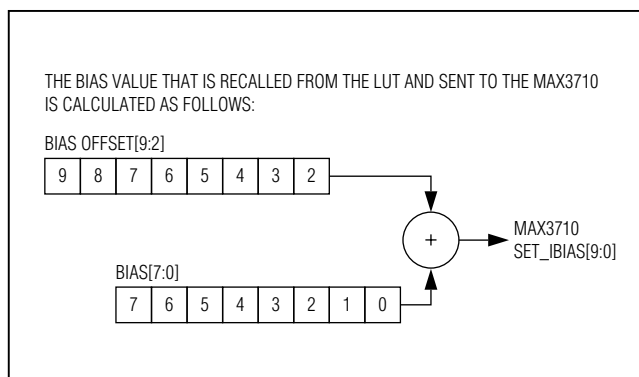 THE BIAS VALUE THAT IS RECALLED FROM THE LUT AND SENT TO THE MAX3710
IS CALCULATED AS FOLLOWS:
BIAS OFFSET[9:2]
9 8 7 6 5 4 3 2
+
MAX3710
SET_IBIAS[9:0]
BIAS[7:0]
7 6 5 4 3 2 1 0